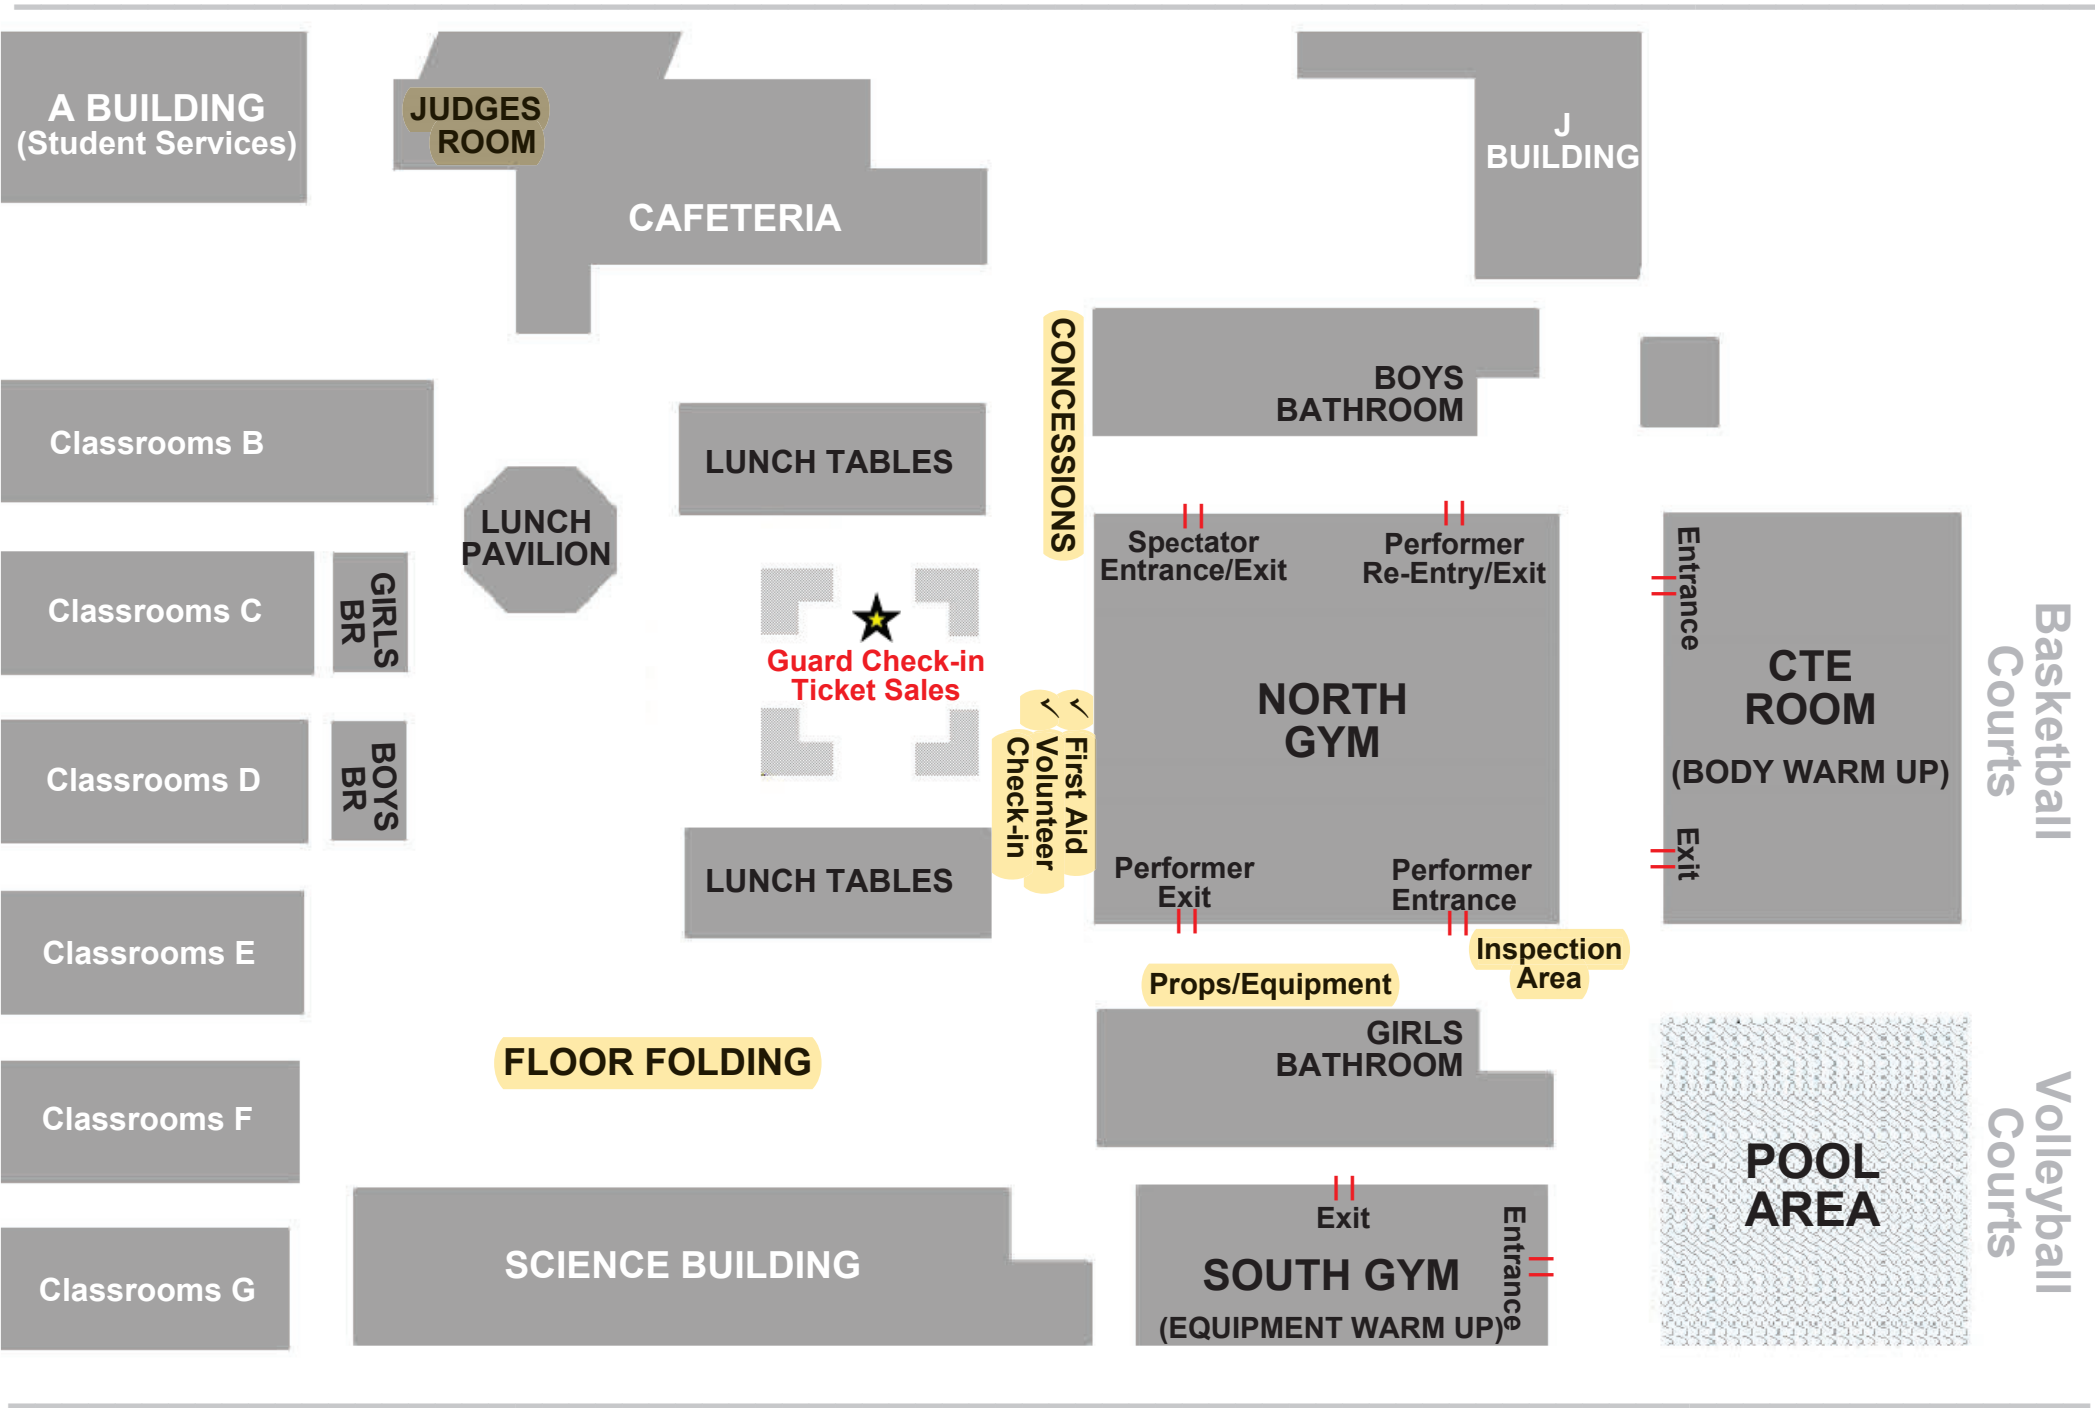 A BUILDING
(Student Services)
JUDGES
ROOM
CAFETERIA
J
BUILDING
CONCESSIONS
BOYS
BATHROOM
Classrooms B
LUNCH TABLES
LUNCH
PAVILION
Spectator
Entrance/Exit
Performer
Re-Entry/Exit
Entrance
Classrooms C
GIRLS
BR
Guard Check-in
Ticket Sales
NORTH
GYM
CTE
ROOM
(BODY WARM UP)
Basketball
Courts
Classrooms D
BOYS
BR
✓ First Aid
✓ Volunteer
Check-in
LUNCH TABLES
Performer
Exit
Performer
Entrance
Exit
Classrooms E
Inspection
Area
Props/Equipment
GIRLS
BATHROOM
FLOOR FOLDING
Classrooms F
POOL
AREA
Volleyball
Courts
Exit
Entrance
SCIENCE BUILDING
SOUTH GYM
(EQUIPMENT WARM UP)
Classrooms G